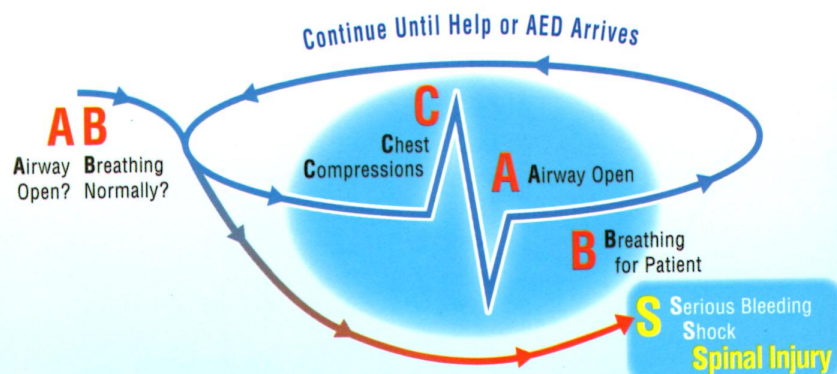 Continue Until Help or AED Arrives
A B
Airway Breathing
Open? Normally?
C
Chest
Compressions
A Airway Open
B Breathing
for Patient
S Serious Bleeding
Shock
Spinal Injury